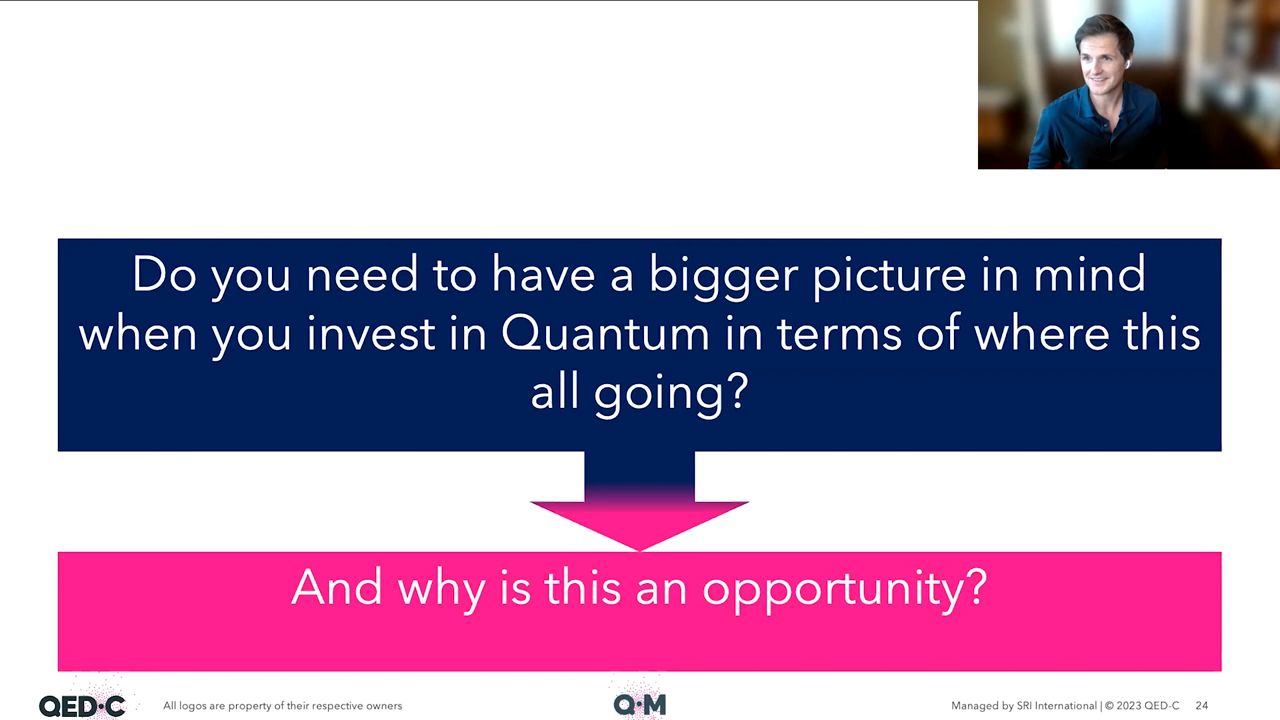 Do you need to have a bigger picture in mind
when you invest in Quantum in terms of where this
all going?
And why is this an opportunity?
QED·C
All logos are property of their respective owners
Q·M
Managed by SRI International | © 2023 QED-C
24